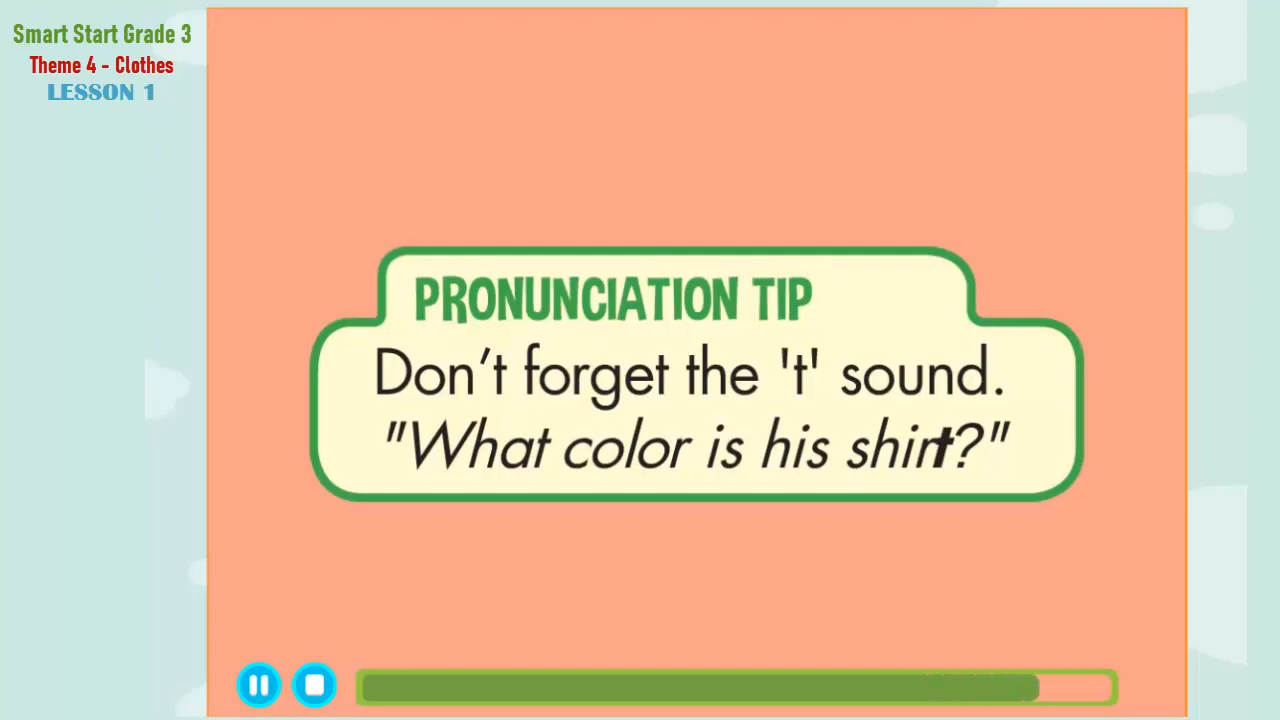 Smart Start Grade 3
Theme 4 - Clothes
LESSON 1
PRONUNCIATION TIP
Don’t forget the 't' sound.
"What color is his shirt?"